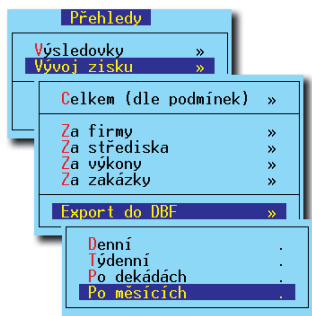 Přehledy
Výsledovky »
Vývoj zisku »
Celkem (dle podmínek) »
Za firmy »
Za střediska »
Za výkony »
Za zakázky »
Export do DBF »
Denní .
Týdenní .
Po dekádách .
Po měsících .